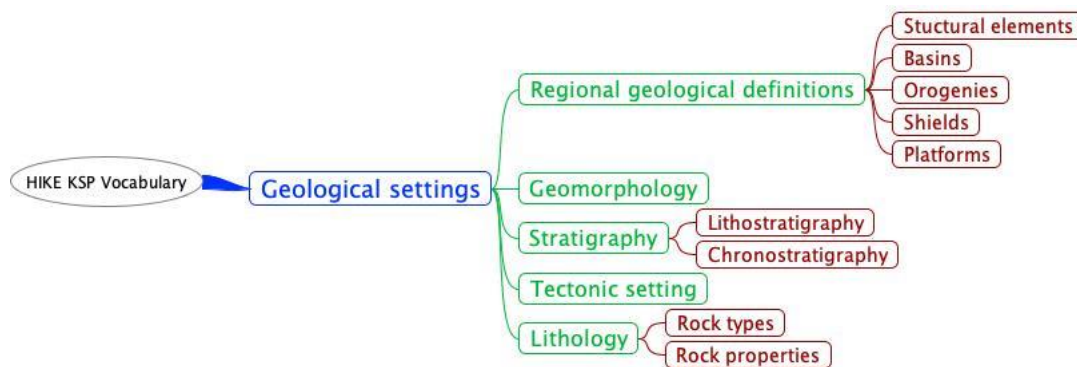 HIKE KSP Vocabulary
Geological settings
Regional geological definitions
Stuctural elements
Basins
Orogenies
Shields
Platforms
Geomorphology
Stratigraphy
Lithostratigraphy
Chronostratigraphy
Tectonic setting
Lithology
Rock types
Rock properties